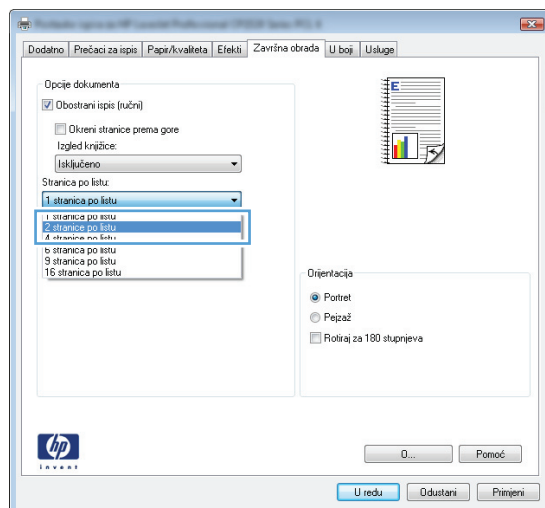 Dodatno Prečaci za ispis Papir/kvaliteta Efekti Završna obrada U boji Usluge
Opcije dokumenta
Obostrani ispis (ručni)
Okreni stranice prema gore
Izgled knjižice:
Isključeno
Stranica po listu:
1 stranica po listu
1 stranica po listu
2 stranice po listu
4 stranice po listu
6 stranica po listu
9 stranica po listu
16 stranica po listu
E
Orijentacija
Portret
Pejzaž
Rotiraj za 180 stupnjeva
hp
invent
O... Pomoć
U redu Odustani Primjeni